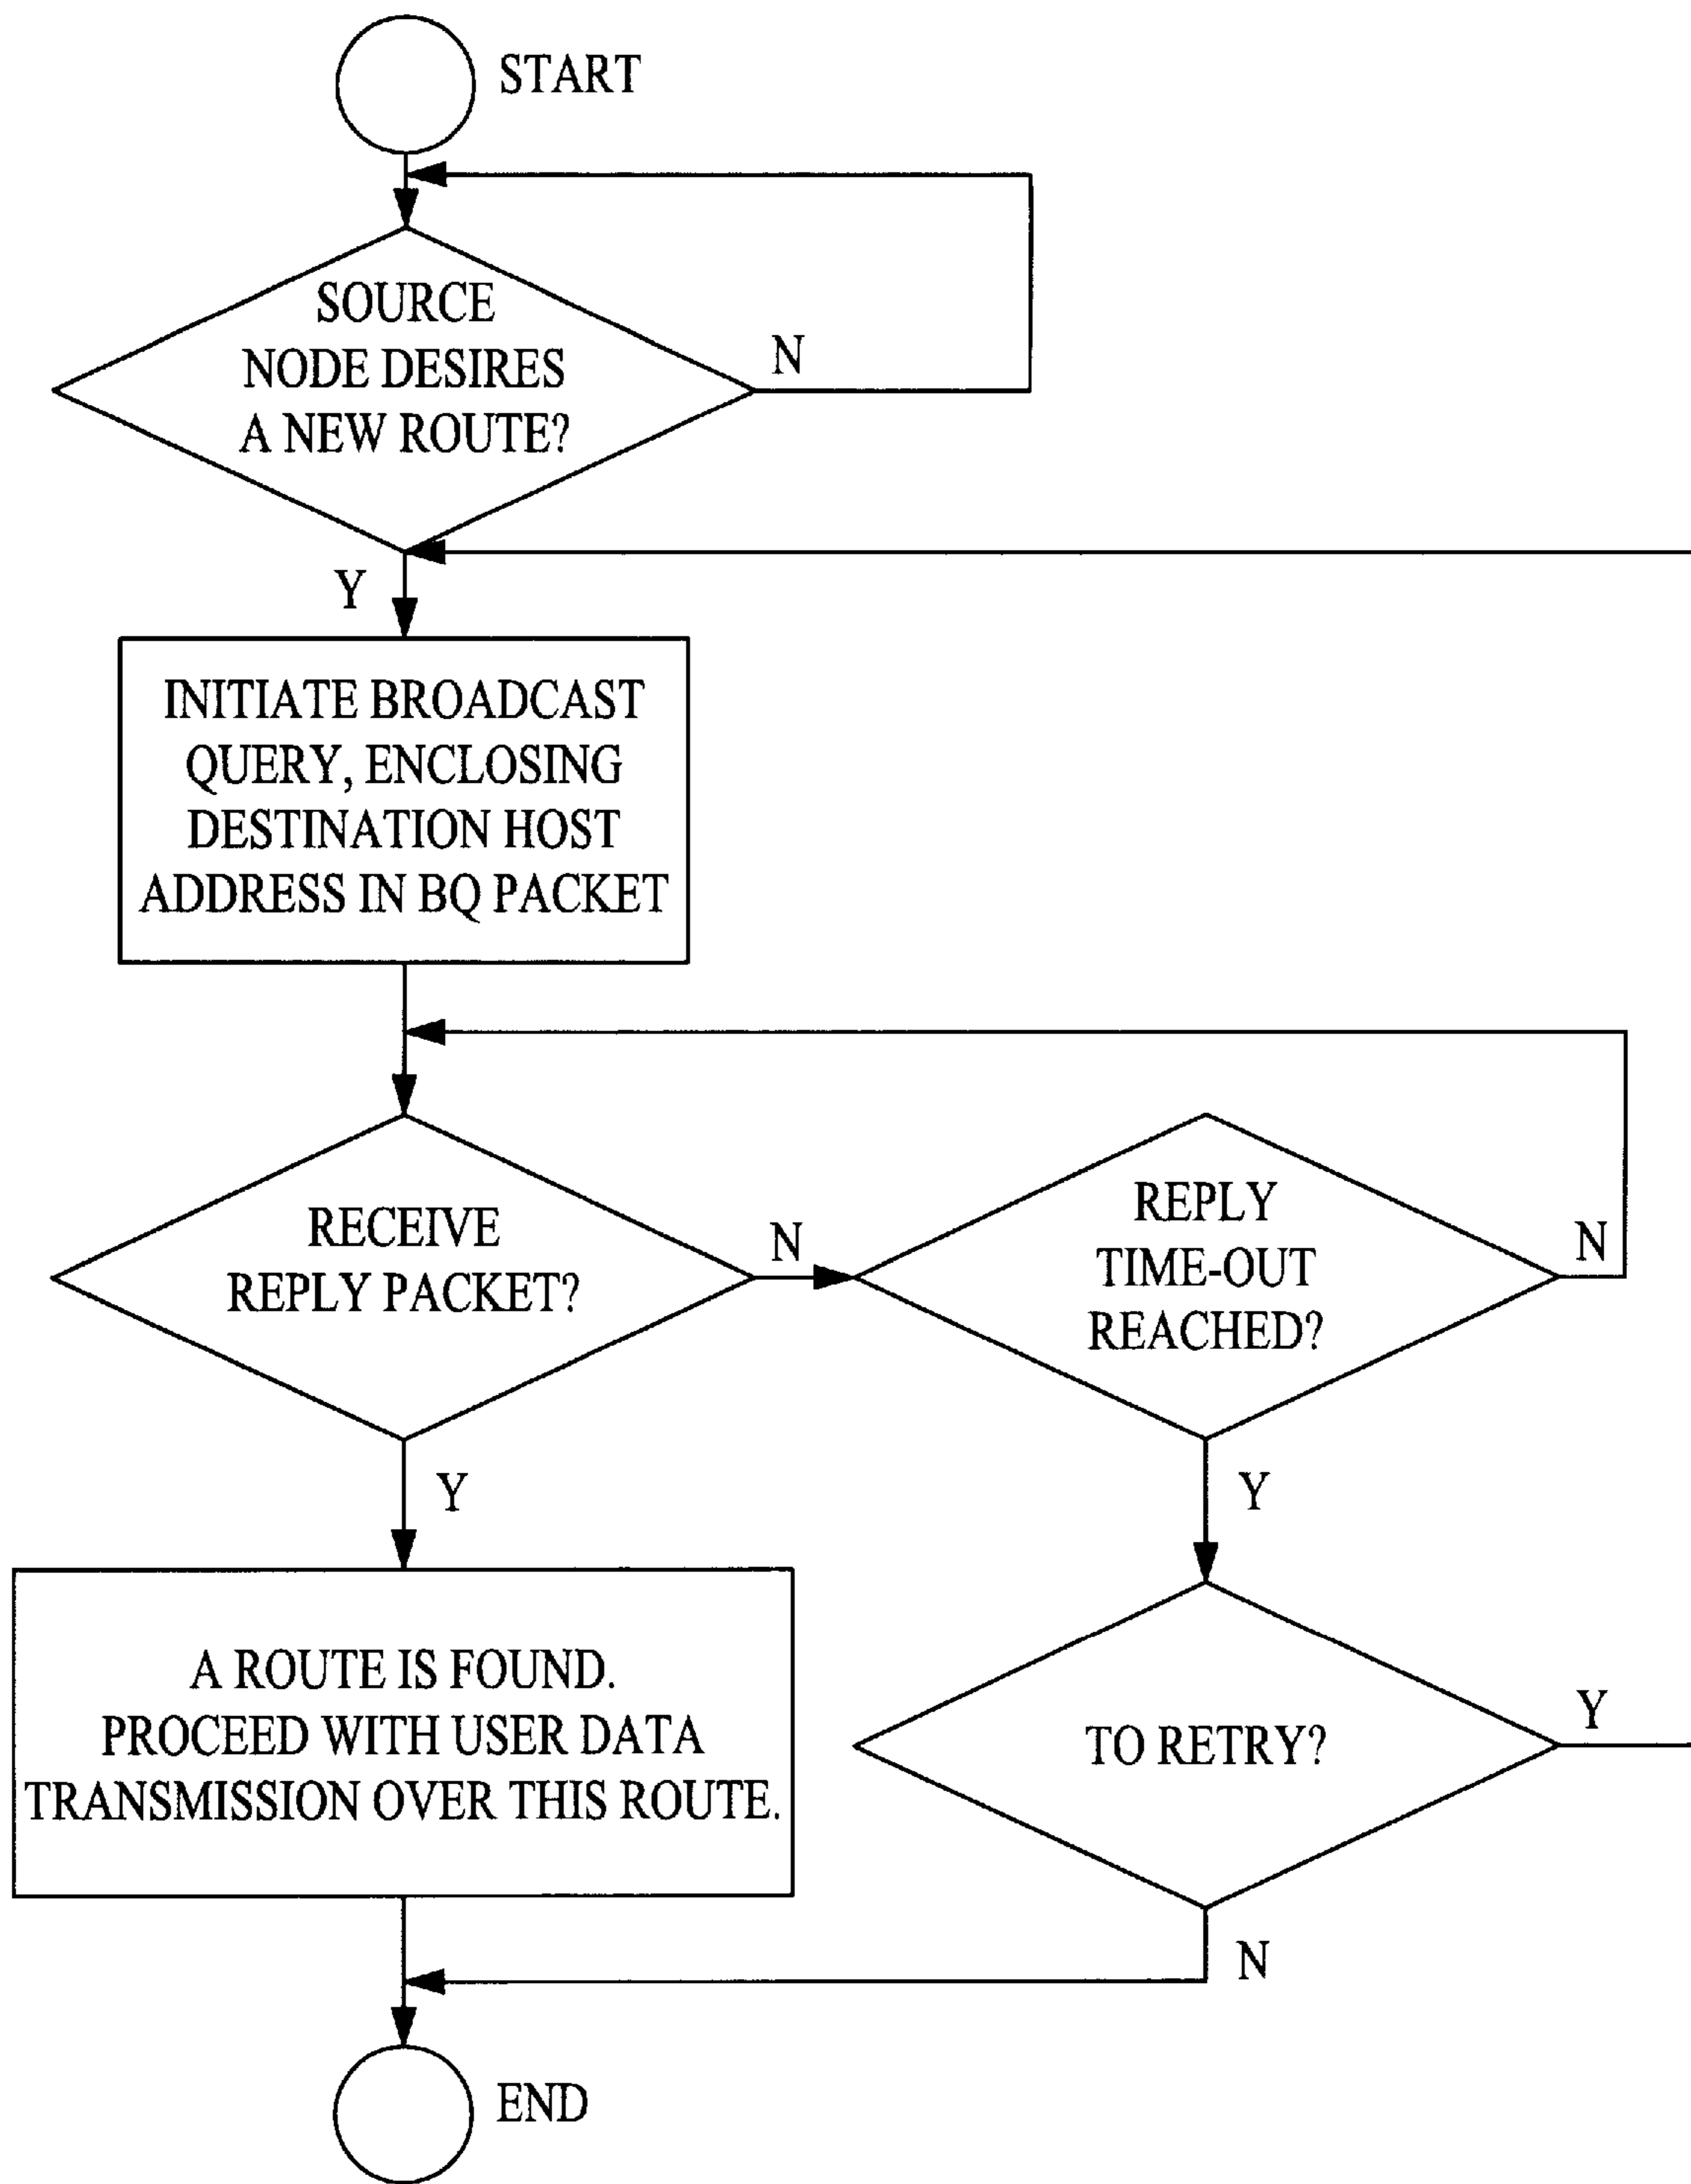 START
SOURCE
NODE DESIRES
A NEW ROUTE?
N
Y
INITIATE BROADCAST
QUERY, ENCLOSING
DESTINATION HOST
ADDRESS IN BQ PACKET
RECEIVE
REPLY PACKET?
N
REPLY
TIME-OUT
REACHED?
N
Y
Y
A ROUTE IS FOUND.
PROCEED WITH USER DATA
TRANSMISSION OVER THIS ROUTE.
TO RETRY?
Y
N
END